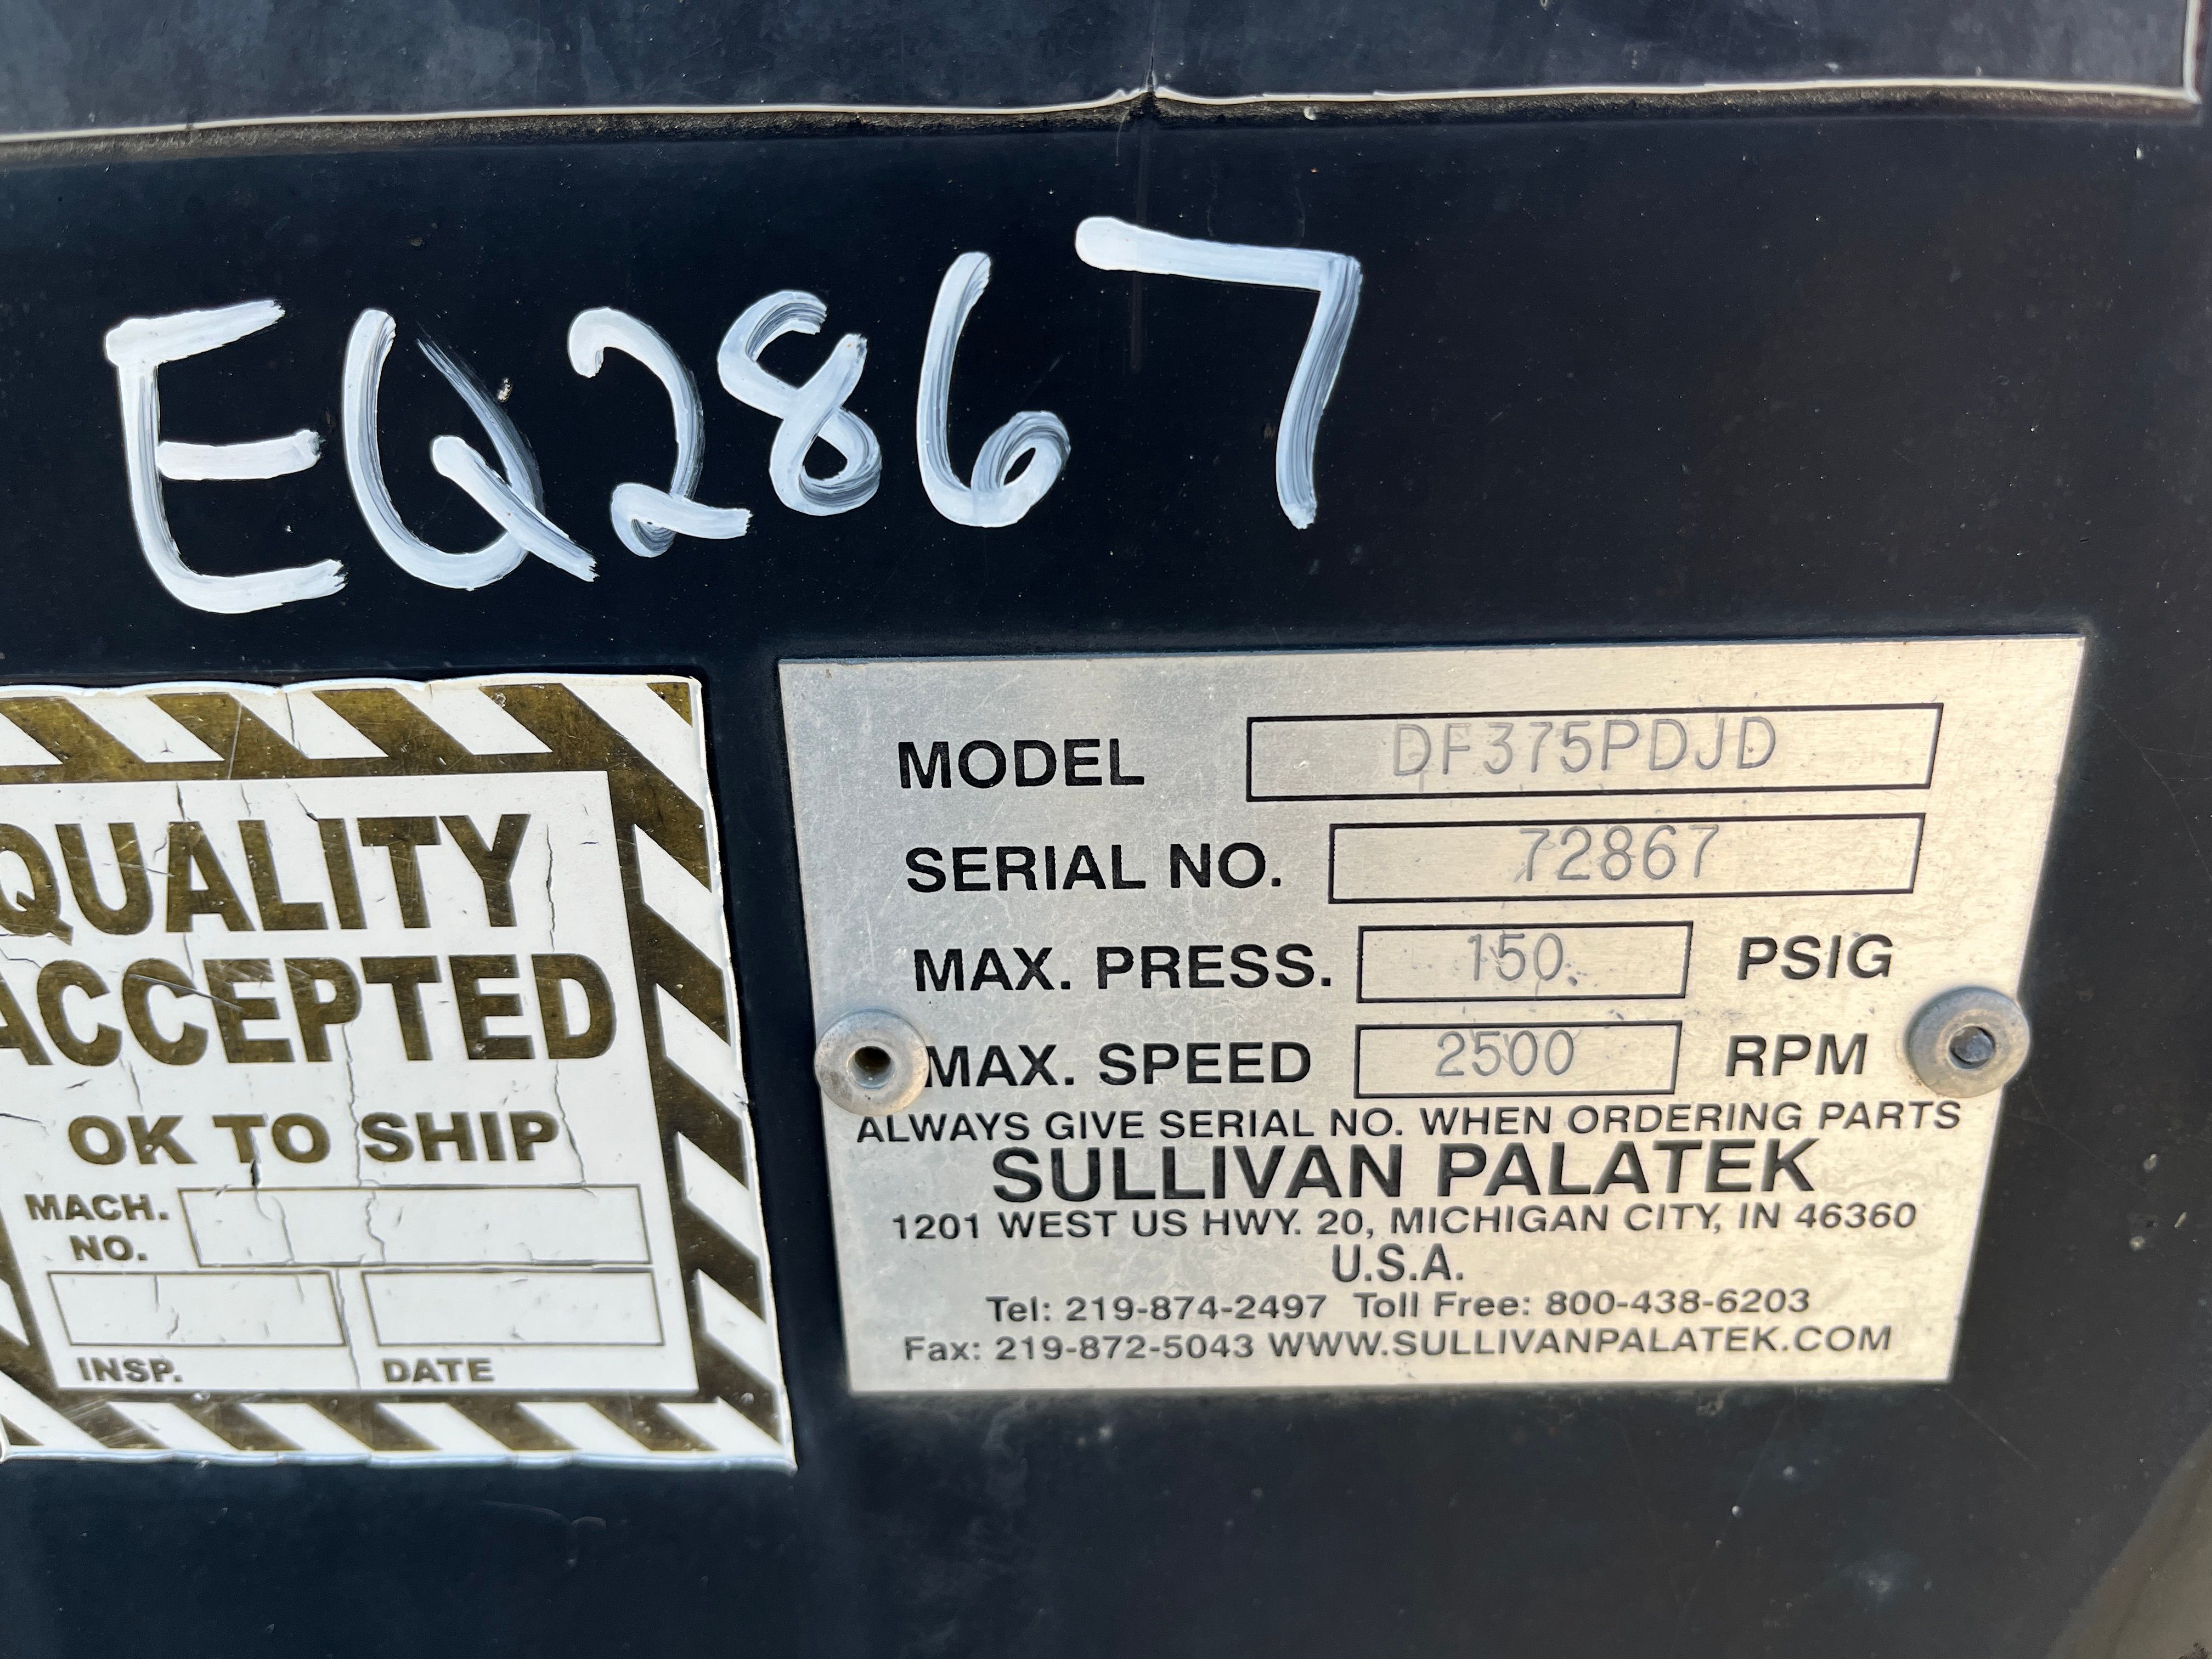 EQ2867
QUALITY
ACCEPTED
OK TO SHIP
MACH.
NO.
INSP. DATE
MODEL DF375PDJD
SERIAL NO. 72867
MAX. PRESS. 150 PSIG
MAX. SPEED 2500 RPM
ALWAYS GIVE SERIAL NO. WHEN ORDERING PARTS
SULLIVAN PALATEK
1201 WEST US HWY. 20, MICHIGAN CITY, IN 46360
U.S.A.
Tel: 219-874-2497 Toll Free: 800-438-6203
Fax: 219-872-5043 WWW.SULLIVANPALATEK.COM